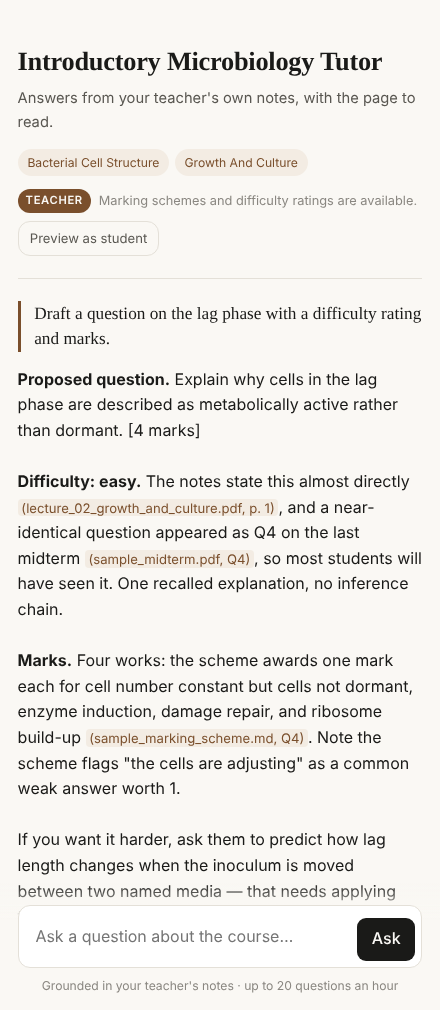 Introductory Microbiology Tutor
Answers from your teacher's own notes, with the page to
read.
Bacterial Cell Structure
Growth And Culture
TEACHER
Marking schemes and difficulty ratings are available.
Preview as student
Draft a question on the lag phase with a difficulty rating
and marks.
Proposed question. Explain why cells in the lag
phase are described as metabolically active rather
than dormant. [4 marks]
Difficulty: easy. The notes state this almost directly
(lecture_02_growth_and_culture.pdf, p. 1), and a near-
identical question appeared as Q4 on the last
midterm (sample_midterm.pdf, Q4), so most students will
have seen it. One recalled explanation, no inference
chain.
Marks. Four works: the scheme awards one mark
each for cell number constant but cells not dormant,
enzyme induction, damage repair, and ribosome
build-up (sample_marking_scheme.md, Q4). Note the
scheme flags "the cells are adjusting" as a common
weak answer worth 1.
If you want it harder, ask them to predict how lag
length changes when the inoculum is moved
between two named media — that needs applying
Ask a question about the course...
Ask
Grounded in your teacher's notes · up to 20 questions an hour